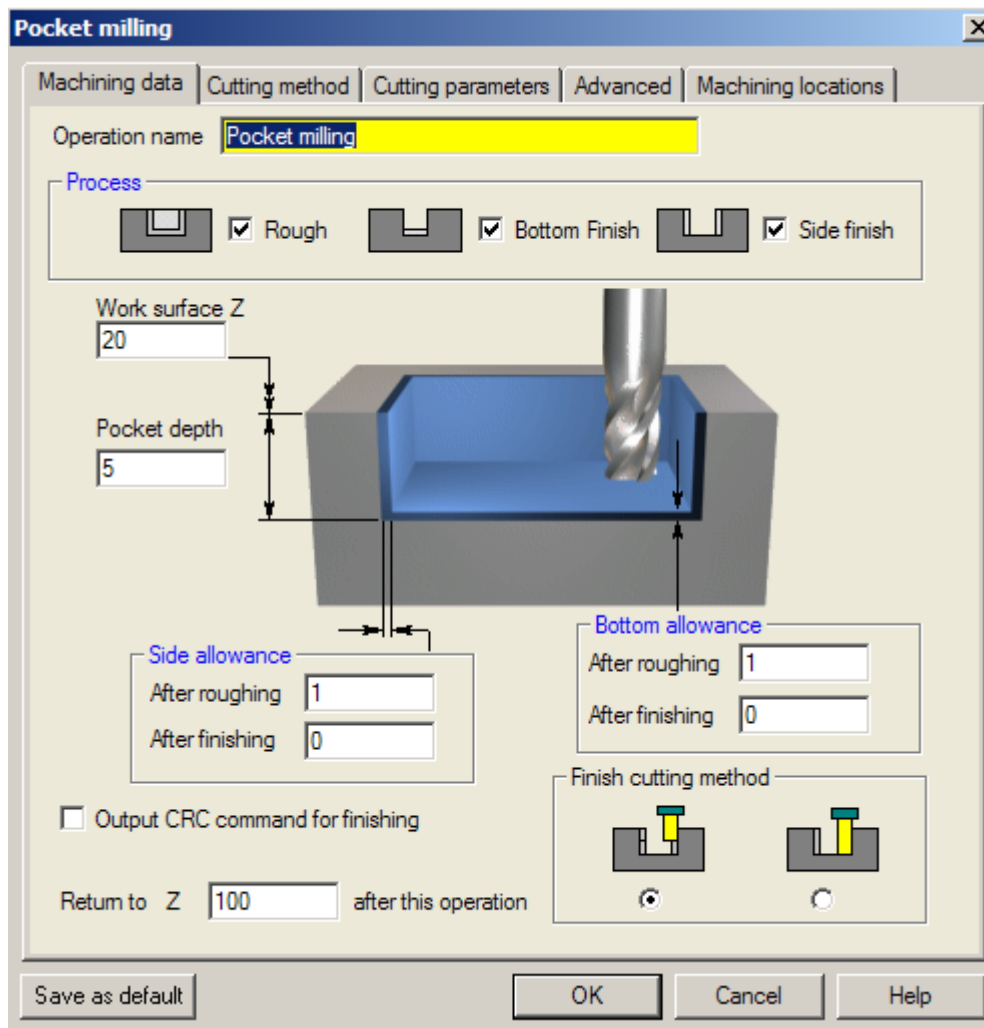 Pocket milling
Machining data Cutting method Cutting parameters Advanced Machining locations
Operation name Pocket milling
Process
Rough Bottom Finish Side finish
Work surface Z
20
Pocket depth
5
Side allowance
After roughing 1
After finishing 0
Bottom allowance
After roughing 1
After finishing 0
Finish cutting method
Output CRC command for finishing
Return to Z 100 after this operation
Save as default OK Cancel Help